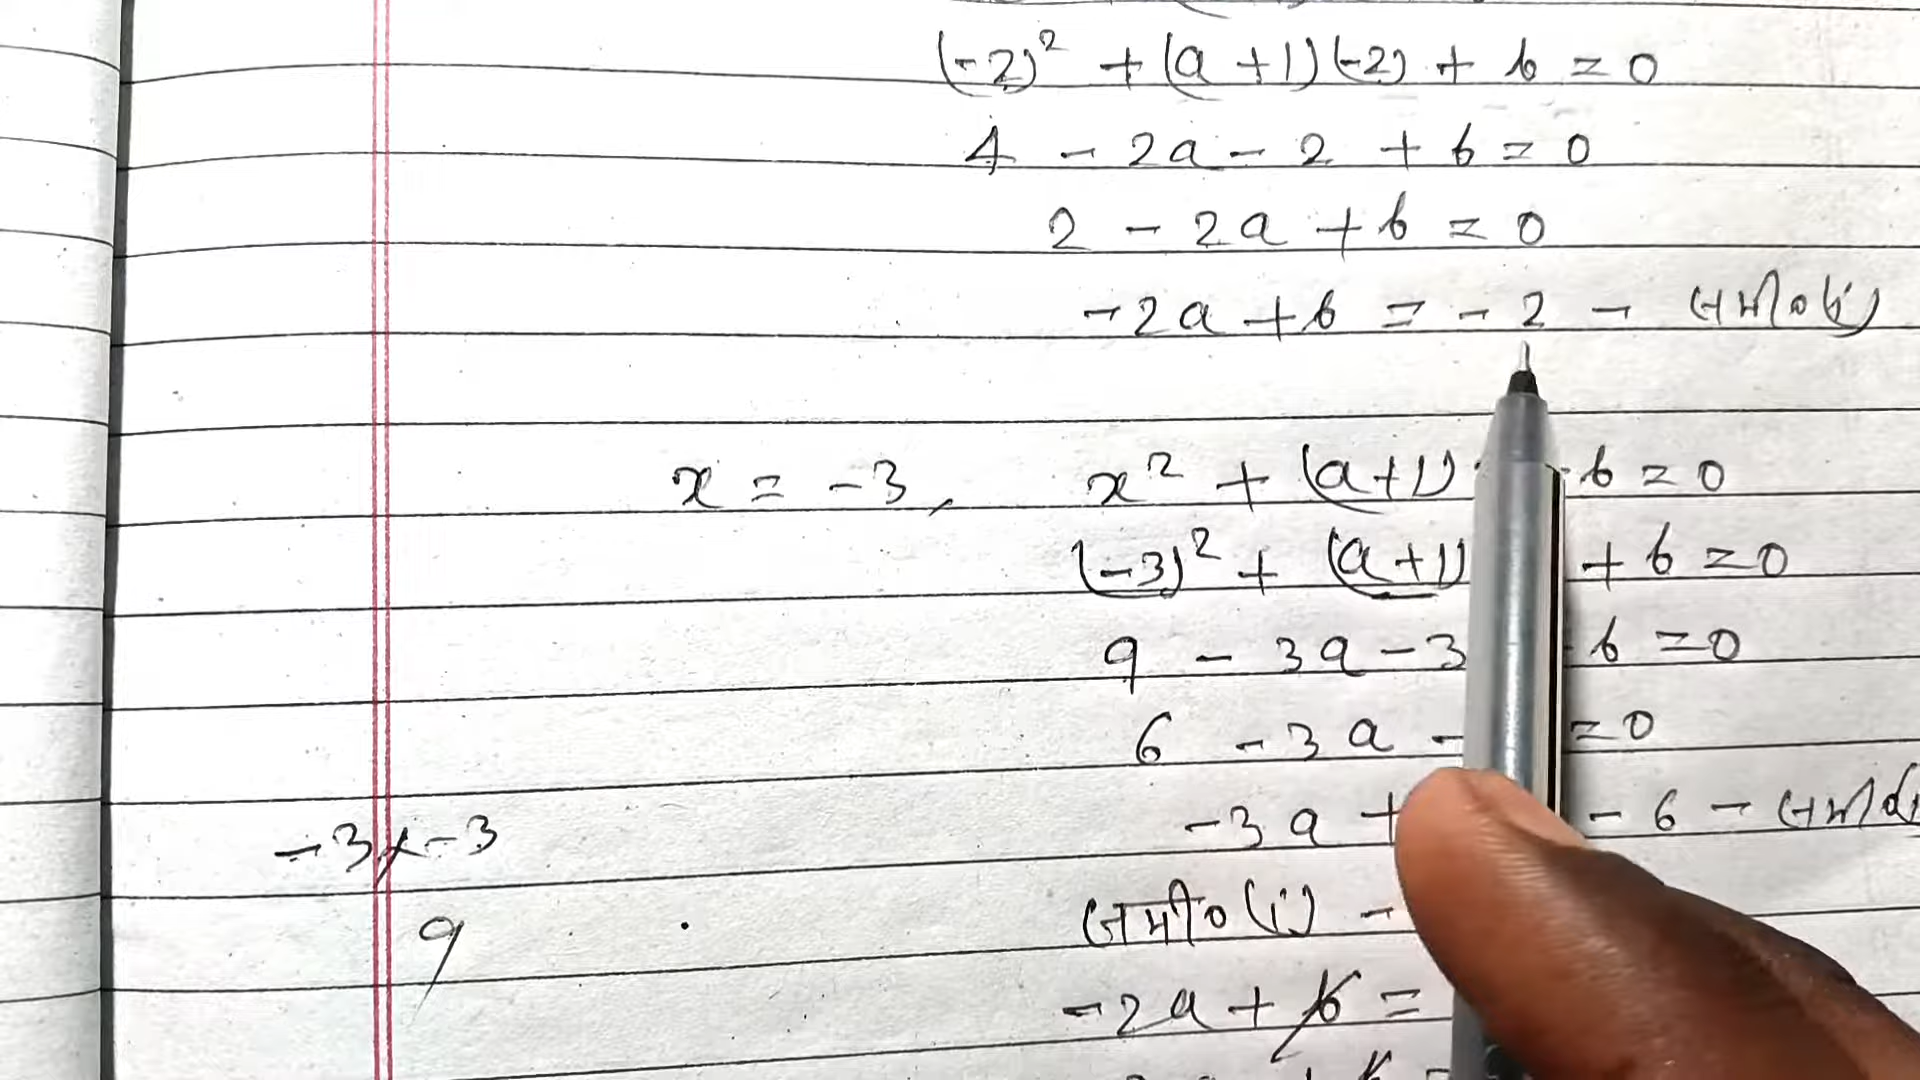 (-2)² + (a+1)(-2) + b = 0
4 - 2a - 2 + b = 0
2 - 2a + b = 0
-2a + b = -2 - समी०(i)
x = -3, x² + (a+1) b = 0
(-3)² + (a+1) + b = 0
9 - 3a - 3 b = 0
6 - 3a - = 0
-3a + - 6 -
-3 x -3
9
समी०(i) -
-2a + b =